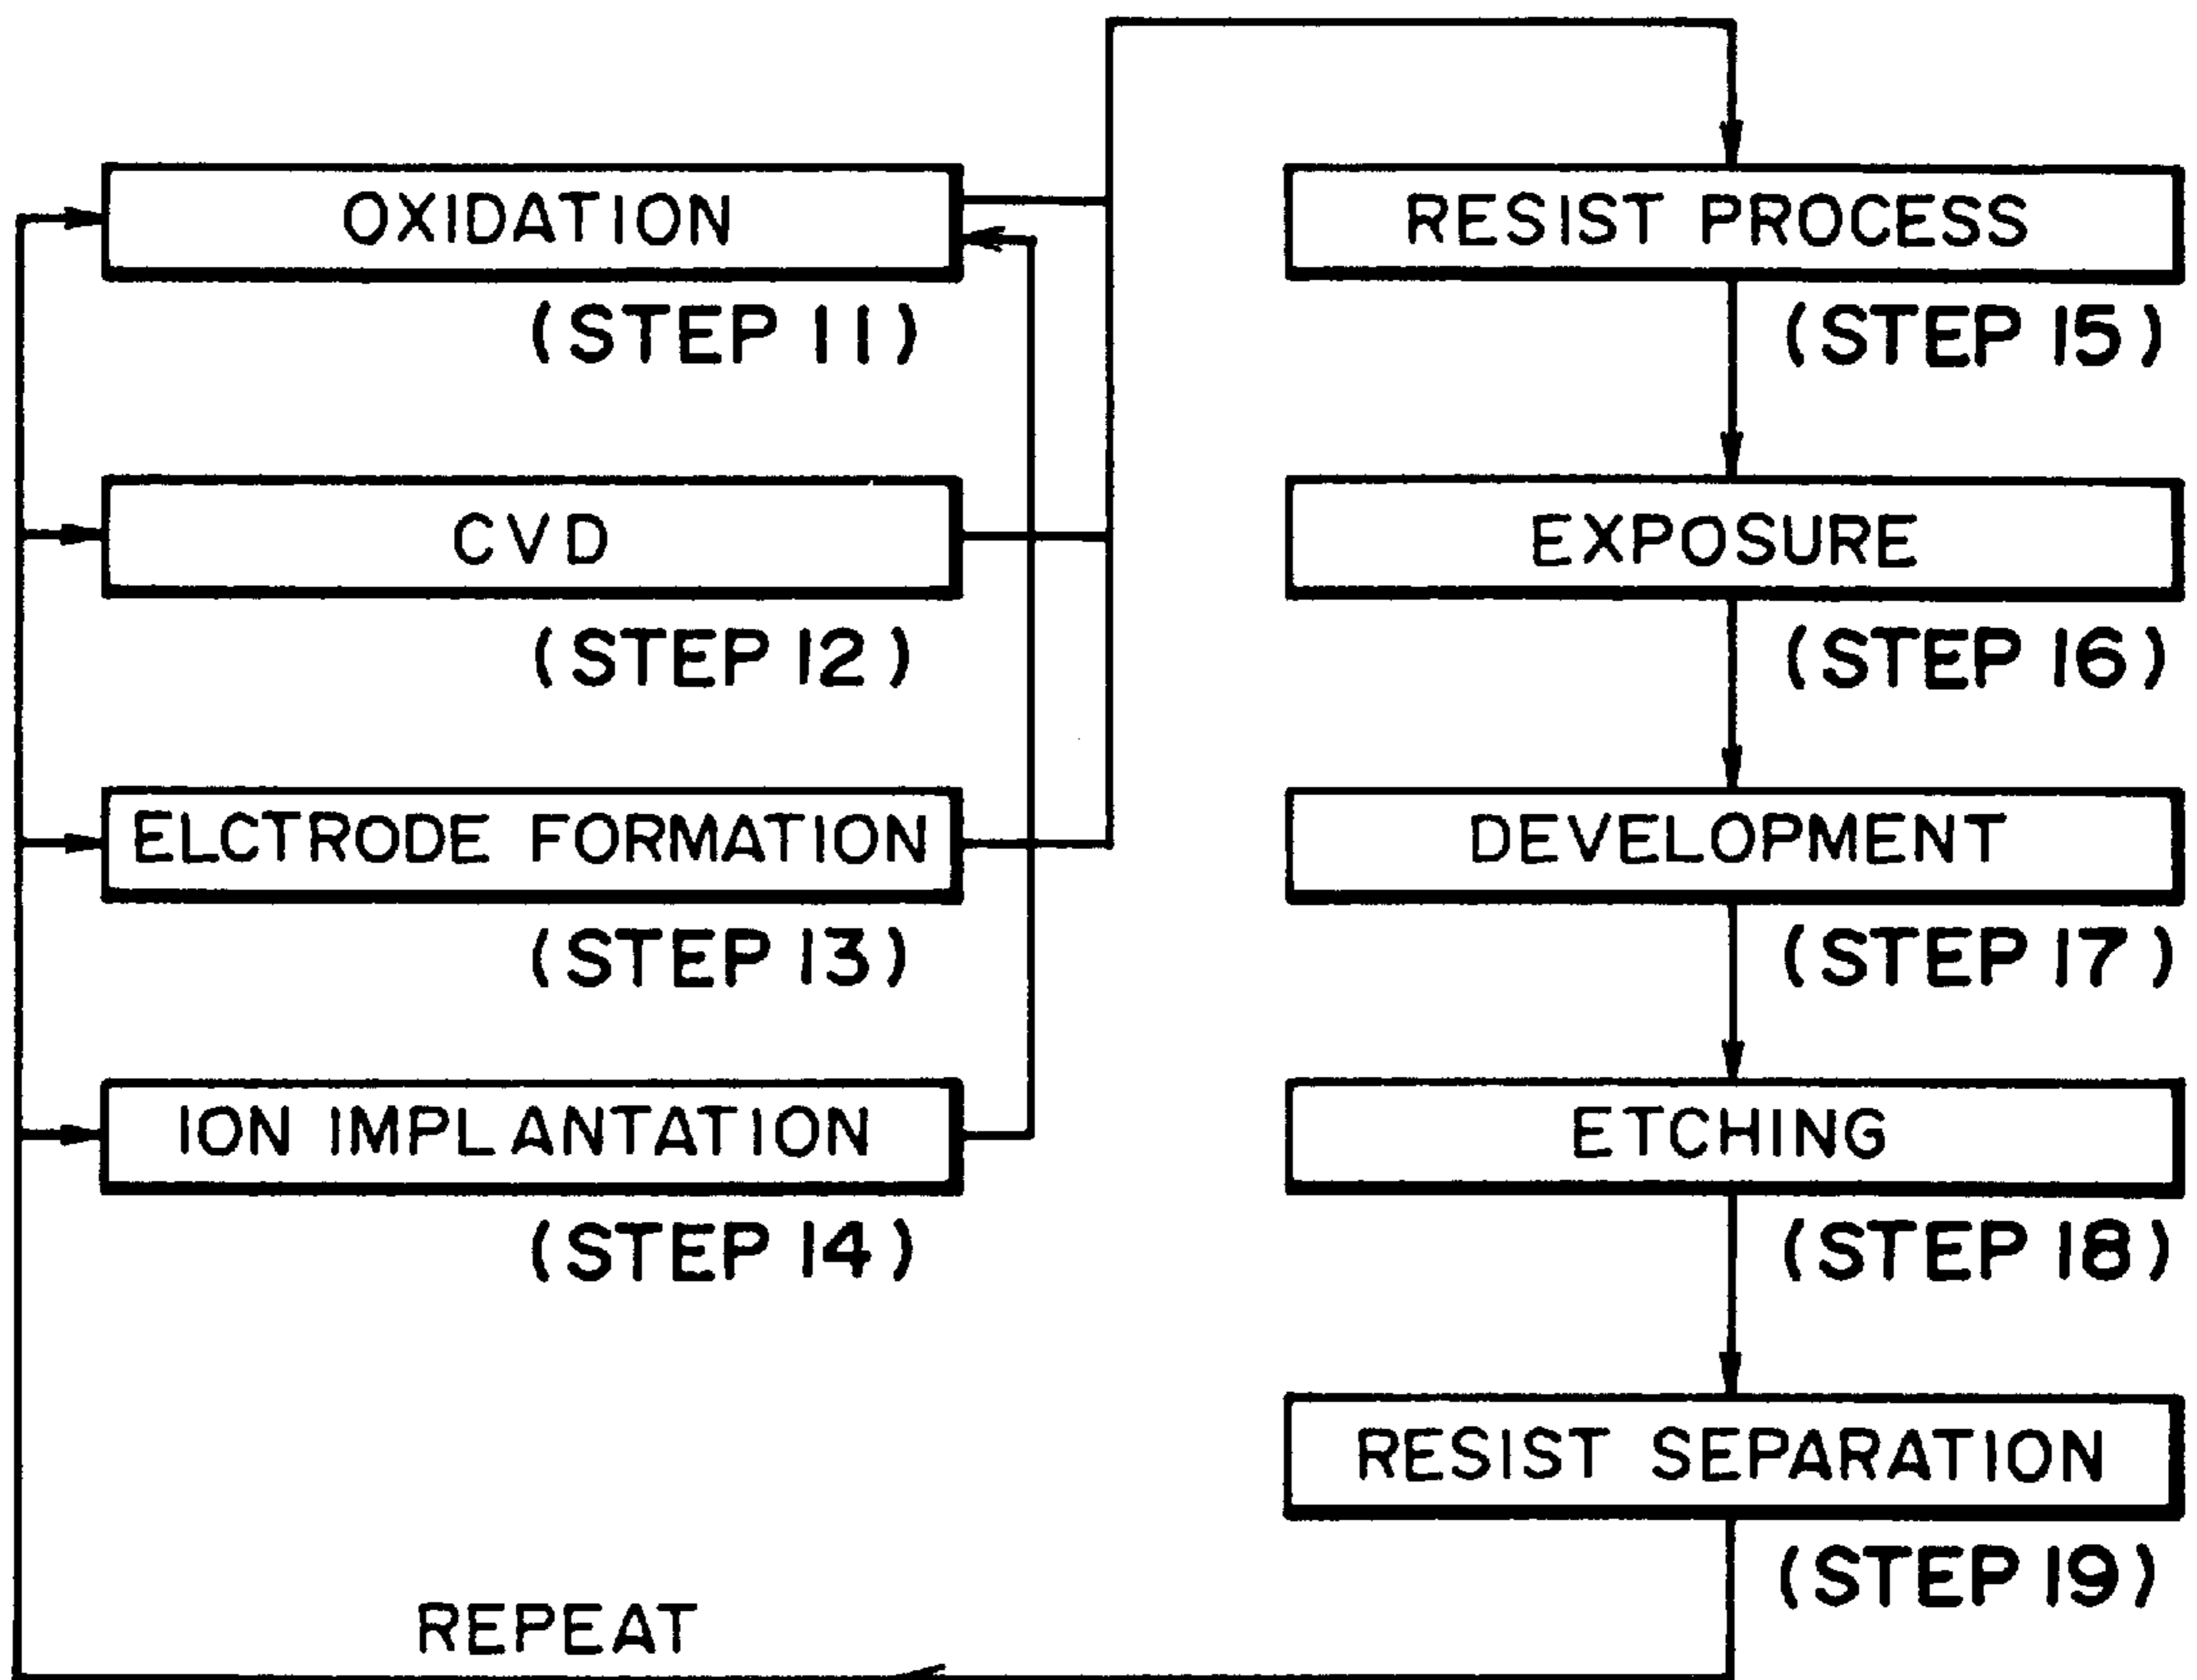 OXIDATION
(STEP 11)
CVD
(STEP 12)
ELCTRODE FORMATION
(STEP 13)
ION IMPLANTATION
(STEP 14)
RESIST PROCESS
(STEP 15)
EXPOSURE
(STEP 16)
DEVELOPMENT
(STEP 17)
ETCHING
(STEP 18)
RESIST SEPARATION
(STEP 19)
REPEAT